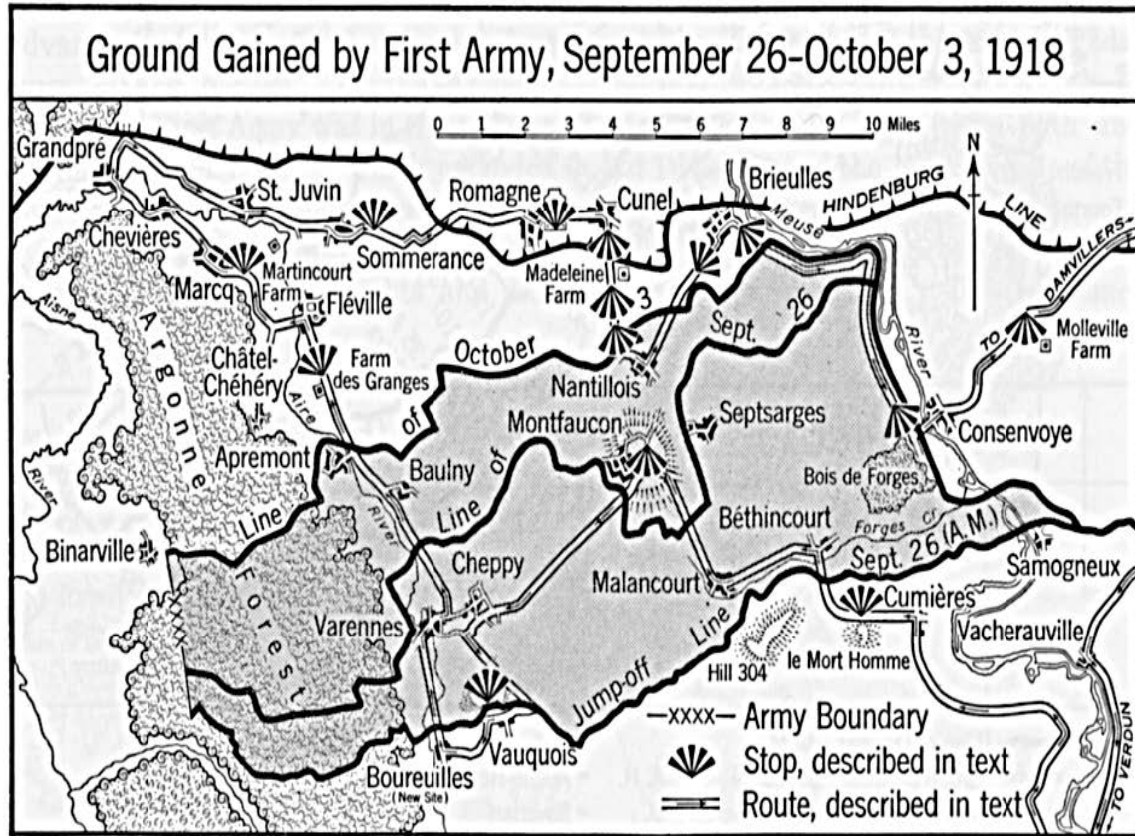 Ground Gained by First Army, September 26-October 3, 1918
0 1 2 3 4 5 6 7 8 9 10 Miles
N
Grandpré
St. Juvin
Romagne
Cunel
Brieulles
Meuse
HINDENBURG
LINE
Chevières
Sommerance
Martincourt
Farm
Marcq
Fléville
Madeleine
Farm
3
TO DAMVILLERS
Molleville
Farm
Aisne
River
Argonne
Forest
Châtel-
Chéhéry
Aire
River
Farm
des Granges
Line of October
Sept. 26
River
Nantillois
Montfaucon
Septsarges
Consenvoye
Apremont
Baulny
Line of
Bois de Forges
Binarville
Cheppy
Béthincourt
Forges
Sept. 26 (A.M.)
Malancourt
Samogneux
Varennes
Cumières
Vacherauville
Hill 304
le Mort Homme
Jump-off Line
Vauquois
Boureuilles
(New Site)
XXXX Army Boundary
Stop, described in text
Route, described in text
TO VERDUN